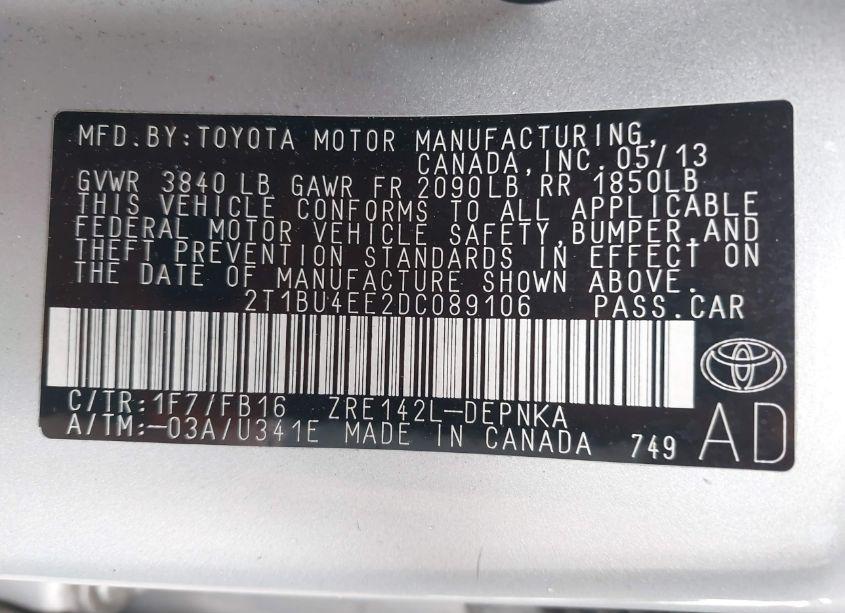 MFD.BY:TOYOTA MOTOR MANUFACTURING,
CANADA,INC.05/13
GVWR 3840LB GAWR FR 2090LB RR 1850LB
THIS VEHICLE CONFORMS TO ALL APPLICABLE
FEDERAL MOTOR VEHICLE SAFETY,BUMPER,AND
THEFT PREVENTION STANDARDS IN EFFECT ON
THE DATE OF MANUFACTURE SHOWN ABOVE.
2T1BU4EE2DC089106 PASS.CAR
C/TR:1F7/FB16 ZRE142L-DEPNKA
A/TM:-03A/U341E MADE IN CANADA 749 AD